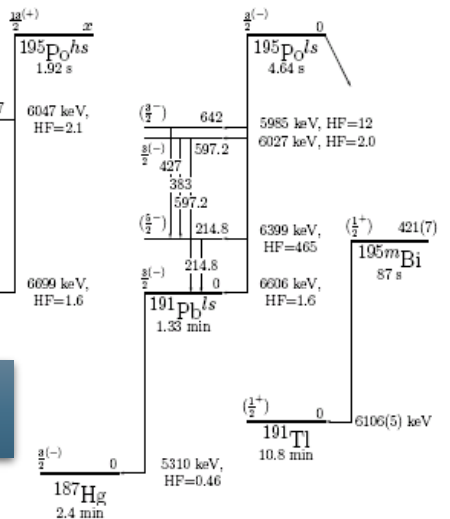 13(+)/2 x
195Po hs
1.92 s
3(-)/2 0
195Po ls
4.64 s
7
6047 keV,
HF=2.1
(3/2-) 642
5985 keV, HF=12
3(-)/2 597.2
6027 keV, HF=2.0
427
383
597.2
(5/2-) 214.8
6399 keV,
HF=465
(1/2+) 421(7)
195mBi
87 s
214.8
6699 keV,
HF=1.6
3(-)/2 0
6606 keV,
HF=1.6
191Pb ls
1.33 min
(1/2+) 0
6106(5) keV
191Tl
10.8 min
3(-)/2 0
5310 keV,
HF=0.46
187Hg
2.4 min